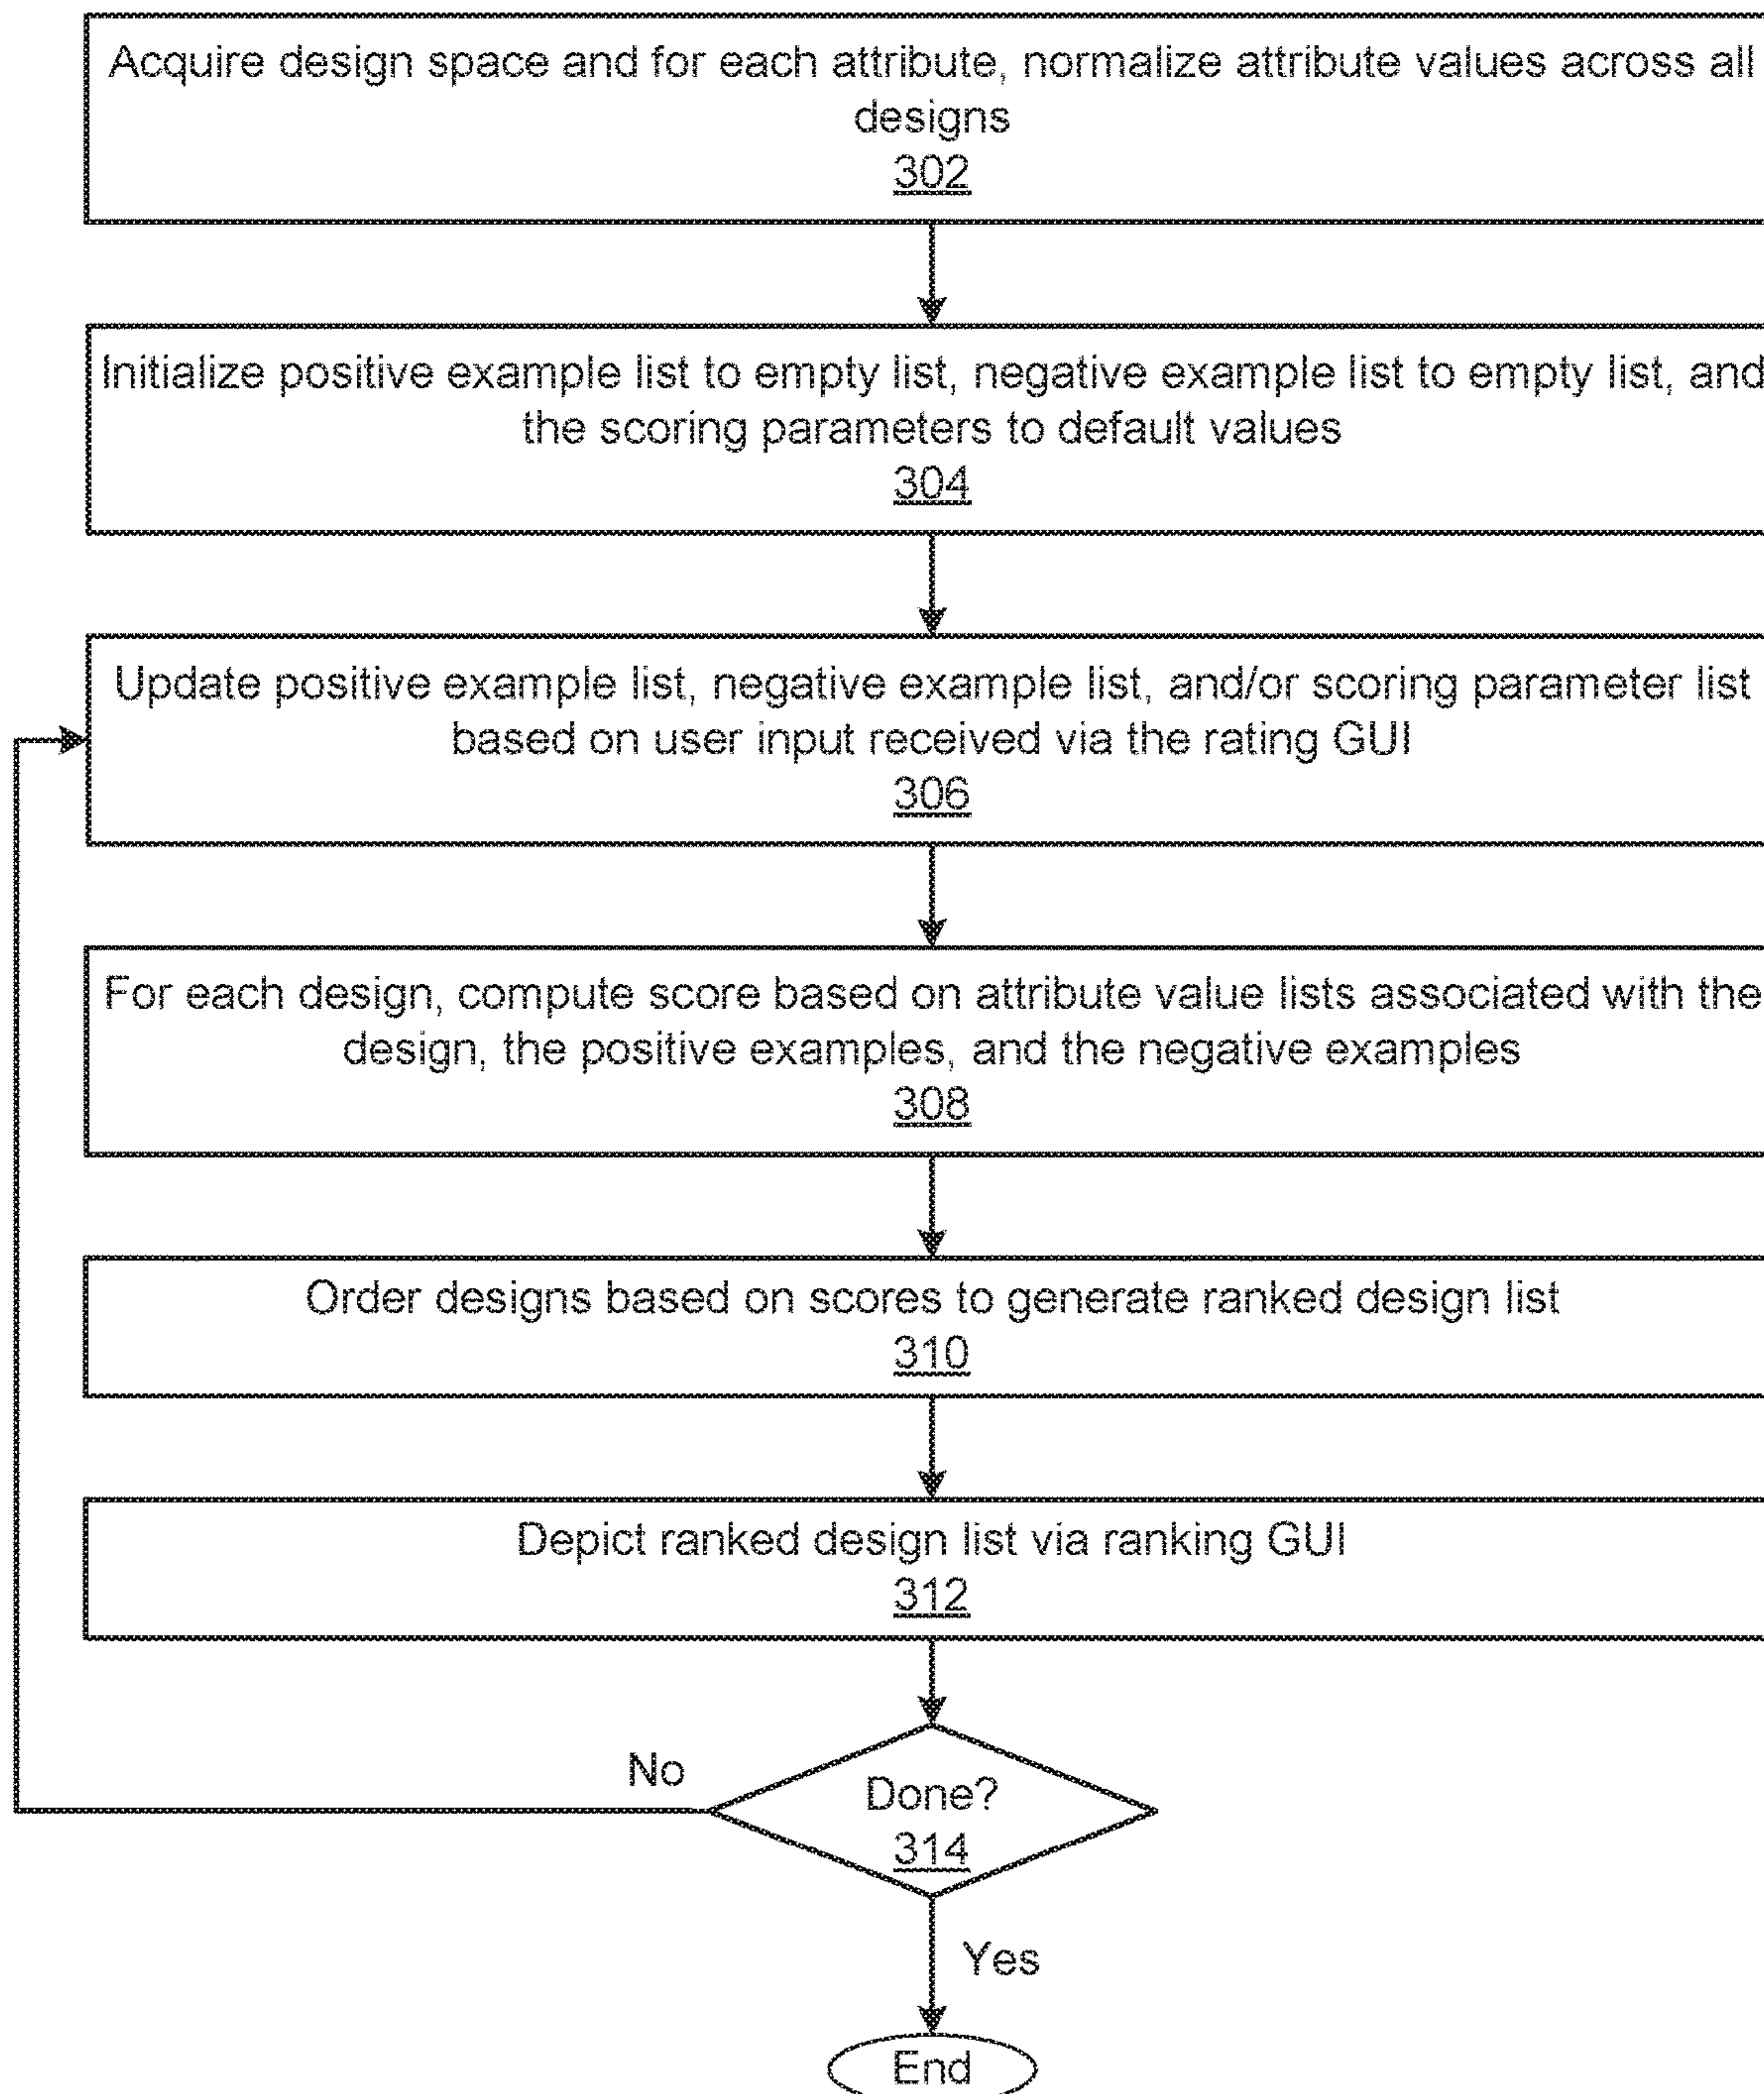 Acquire design space and for each attribute, normalize attribute values across all
designs
302
Initialize positive example list to empty list, negative example list to empty list, and
the scoring parameters to default values
304
Update positive example list, negative example list, and/or scoring parameter list
based on user input received via the rating GUI
306
For each design, compute score based on attribute value lists associated with the
design, the positive examples, and the negative examples
308
Order designs based on scores to generate ranked design list
310
Depict ranked design list via ranking GUI
312
No
Done?
314
Yes
End